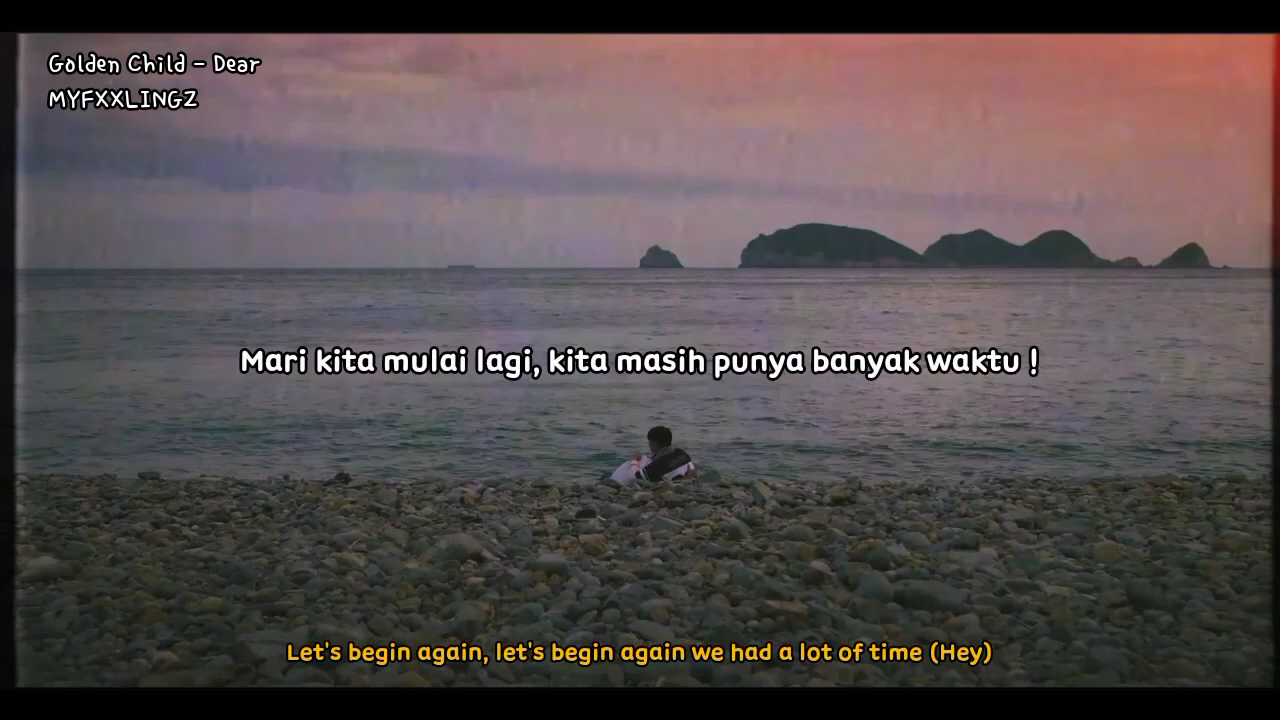 Golden Child - Dear
MYFXXLINGZ
Mari kita mulai lagi, kita masih punya banyak waktu !
Let's begin again, let's begin again we had a lot of time (Hey)